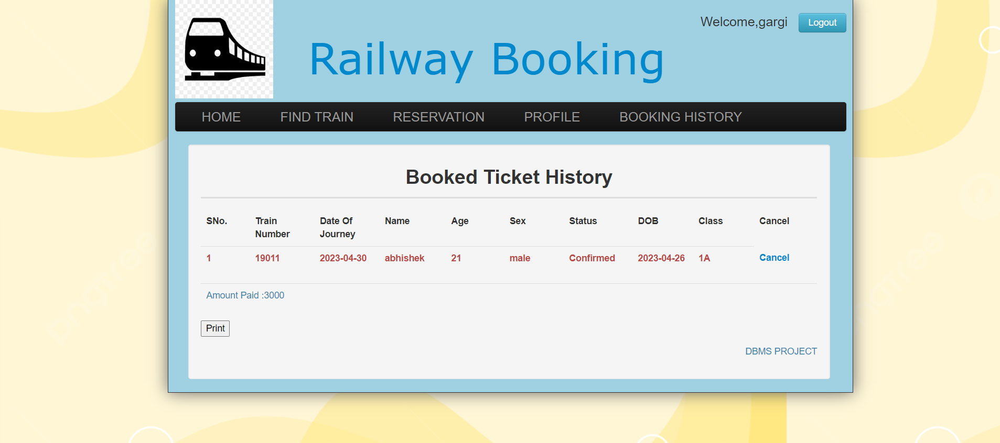 Welcome,gargi Logout
Railway Booking
HOME FIND TRAIN RESERVATION PROFILE BOOKING HISTORY
Booked Ticket History
SNo. Train Number Date Of Journey Name Age Sex Status DOB Class Cancel
1 19011 2023-04-30 abhishek 21 male Confirmed 2023-04-26 1A Cancel
Amount Paid :3000
Print
DBMS PROJECT